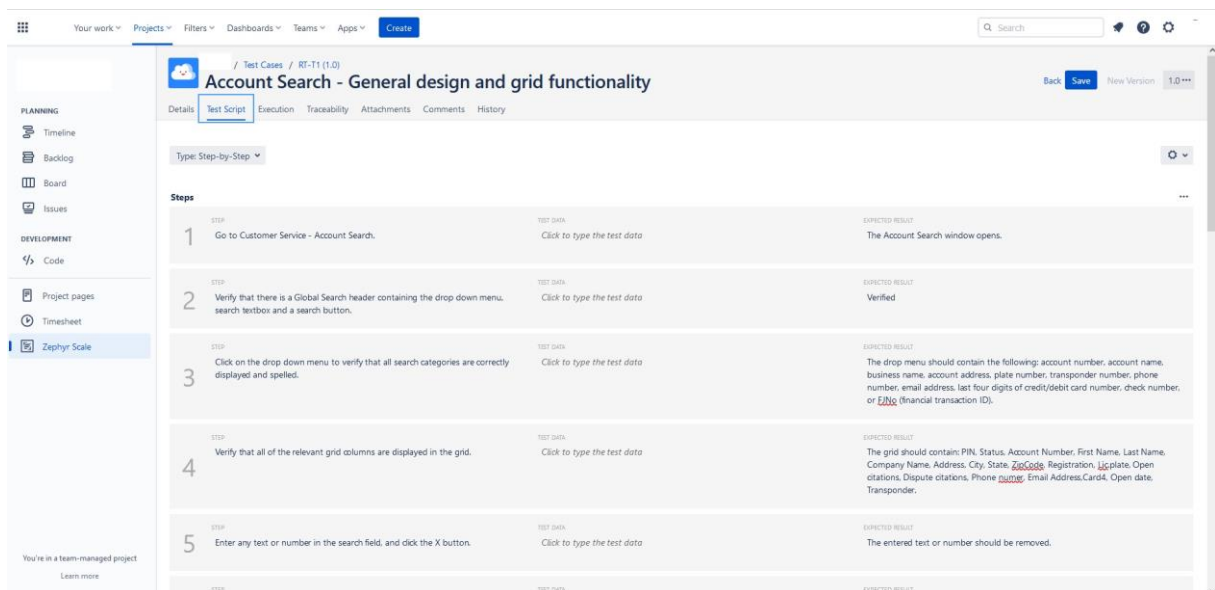 Your work Projects Filters Dashboards Teams Apps Create Search
/ Test Cases / RT-T1 (1.0)
Account Search - General design and grid functionality
Back Save New Version 1.0
Details Test Script Execution Traceability Attachments Comments History
PLANNING
Timeline
Backlog
Board
Issues
DEVELOPMENT
Code
Project pages
Timesheet
Zephyr Scale
You're in a team-managed project
Learn more
Type: Step-by-Step
Steps
1
STEP
Go to Customer Service - Account Search.
TEST DATA
Click to type the test data
EXPECTED RESULT
The Account Search window opens.
2
STEP
Verify that there is a Global Search header containing the drop down menu,
search textbox and a search button.
TEST DATA
Click to type the test data
EXPECTED RESULT
Verified
3
STEP
Click on the drop down menu to verify that all search categories are correctly
displayed and spelled.
TEST DATA
Click to type the test data
EXPECTED RESULT
The drop menu should contain the following: account number, account name,
business name, account address, plate number, transponder number, phone
number, email address, last four digits of credit/debit card number, check number,
or FJNo (financial transaction ID).
4
STEP
Verify that all of the relevant grid columns are displayed in the grid.
TEST DATA
Click to type the test data
EXPECTED RESULT
The grid should contain: PIN, Status, Account Number, First Name, Last Name,
Company Name, Address, City, State, ZipCode, Registration, Lic.plate, Open
citations, Dispute citations, Phone numer, Email Address,Card4, Open date,
Transponder.
5
STEP
Enter any text or number in the search field, and click the X button.
TEST DATA
Click to type the test data
EXPECTED RESULT
The entered text or number should be removed.
STEP
TEST DATA
EXPECTED RESULT